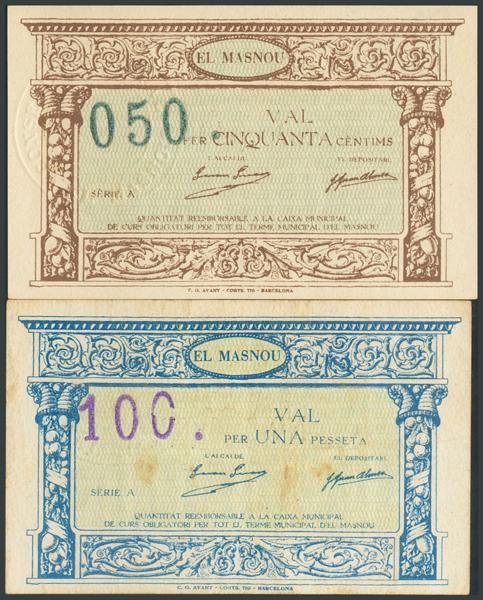 EL MASNOU
050.
VAL
PER CINQUANTA CÈNTIMS
L'ALCALDE EL DEPOSITARI,
SÈRIE A
QUANTITAT REEMBORSABLE A LA CAIXA MUNICIPAL
DE CURS OBLIGATORI PER TOT EL TERME MUNICIPAL D'EL MASNOU
C. O. AVANT - CORTS, 719 - BARCELONA
EL MASNOU
100.
VAL
PER UNA PESSETA
L'ALCALDE EL DEPOSITARI,
SÈRIE A
QUANTITAT REEMBORSABLE A LA CAIXA MUNICIPAL
DE CURS OBLIGATORI PER TOT EL TERME MUNICIPAL D'EL MASNOU
C. O. AVANT - CORTS, 719 - BARCELONA